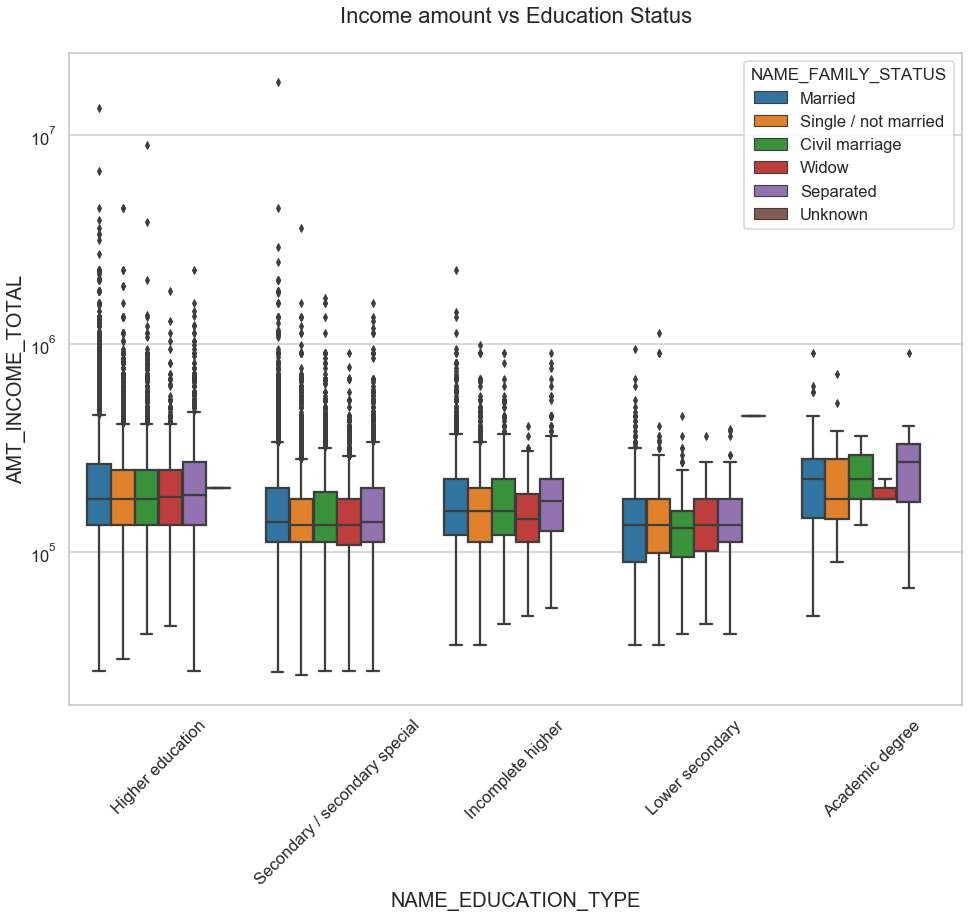 Income amount vs Education Status
NAME_FAMILY_STATUS
Married
Single / not married
Civil marriage
Widow
Separated
Unknown
AMT_INCOME_TOTAL
10^7
10^6
10^5
Higher education
Secondary / secondary special
Incomplete higher
Lower secondary
Academic degree
NAME_EDUCATION_TYPE